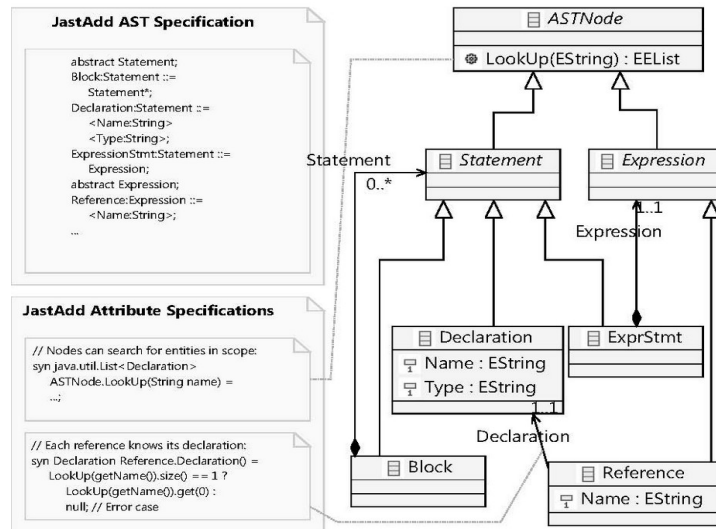 JastAdd AST Specification
abstract Statement;
Block:Statement ::=
Statement*;
Declaration:Statement ::=
<Name:String>
<Type:String>;
ExpressionStmt:Statement ::=
Expression;
abstract Expression;
Reference:Expression ::=
<Name:String>;
...
JastAdd Attribute Specifications
// Nodes can search for entities in scope:
syn java.util.List<Declaration>
ASTNode.LookUp(String name) =
...;
// Each reference knows its declaration:
syn Declaration Reference.Declaration() =
LookUp(getName()).size() == 1 ?
LookUp(getName()).get(0) :
null; // Error case
ASTNode
LookUp(EString) : EEList
Statement
0..*
Statement
Expression
1..1
Expression
Declaration
Name : EString
Type : EString
ExprStmt
1..1
Declaration
Block
Reference
Name : EString